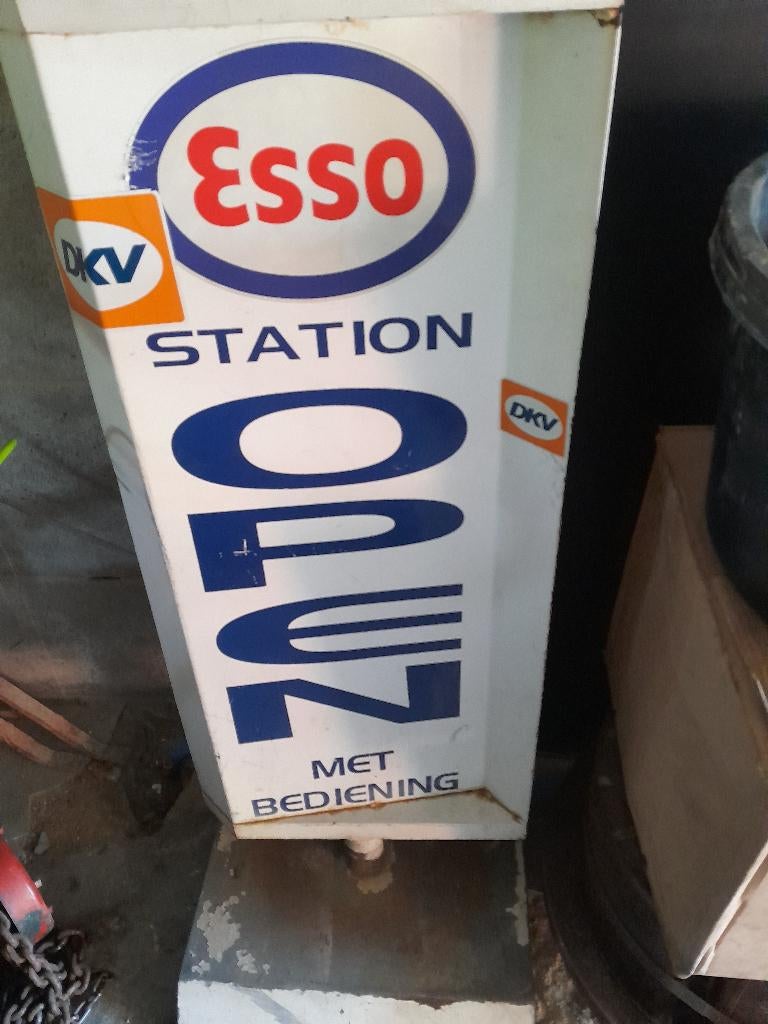 Esso
DKV
STATION
DKV
OPEN
MET
BEDIENING